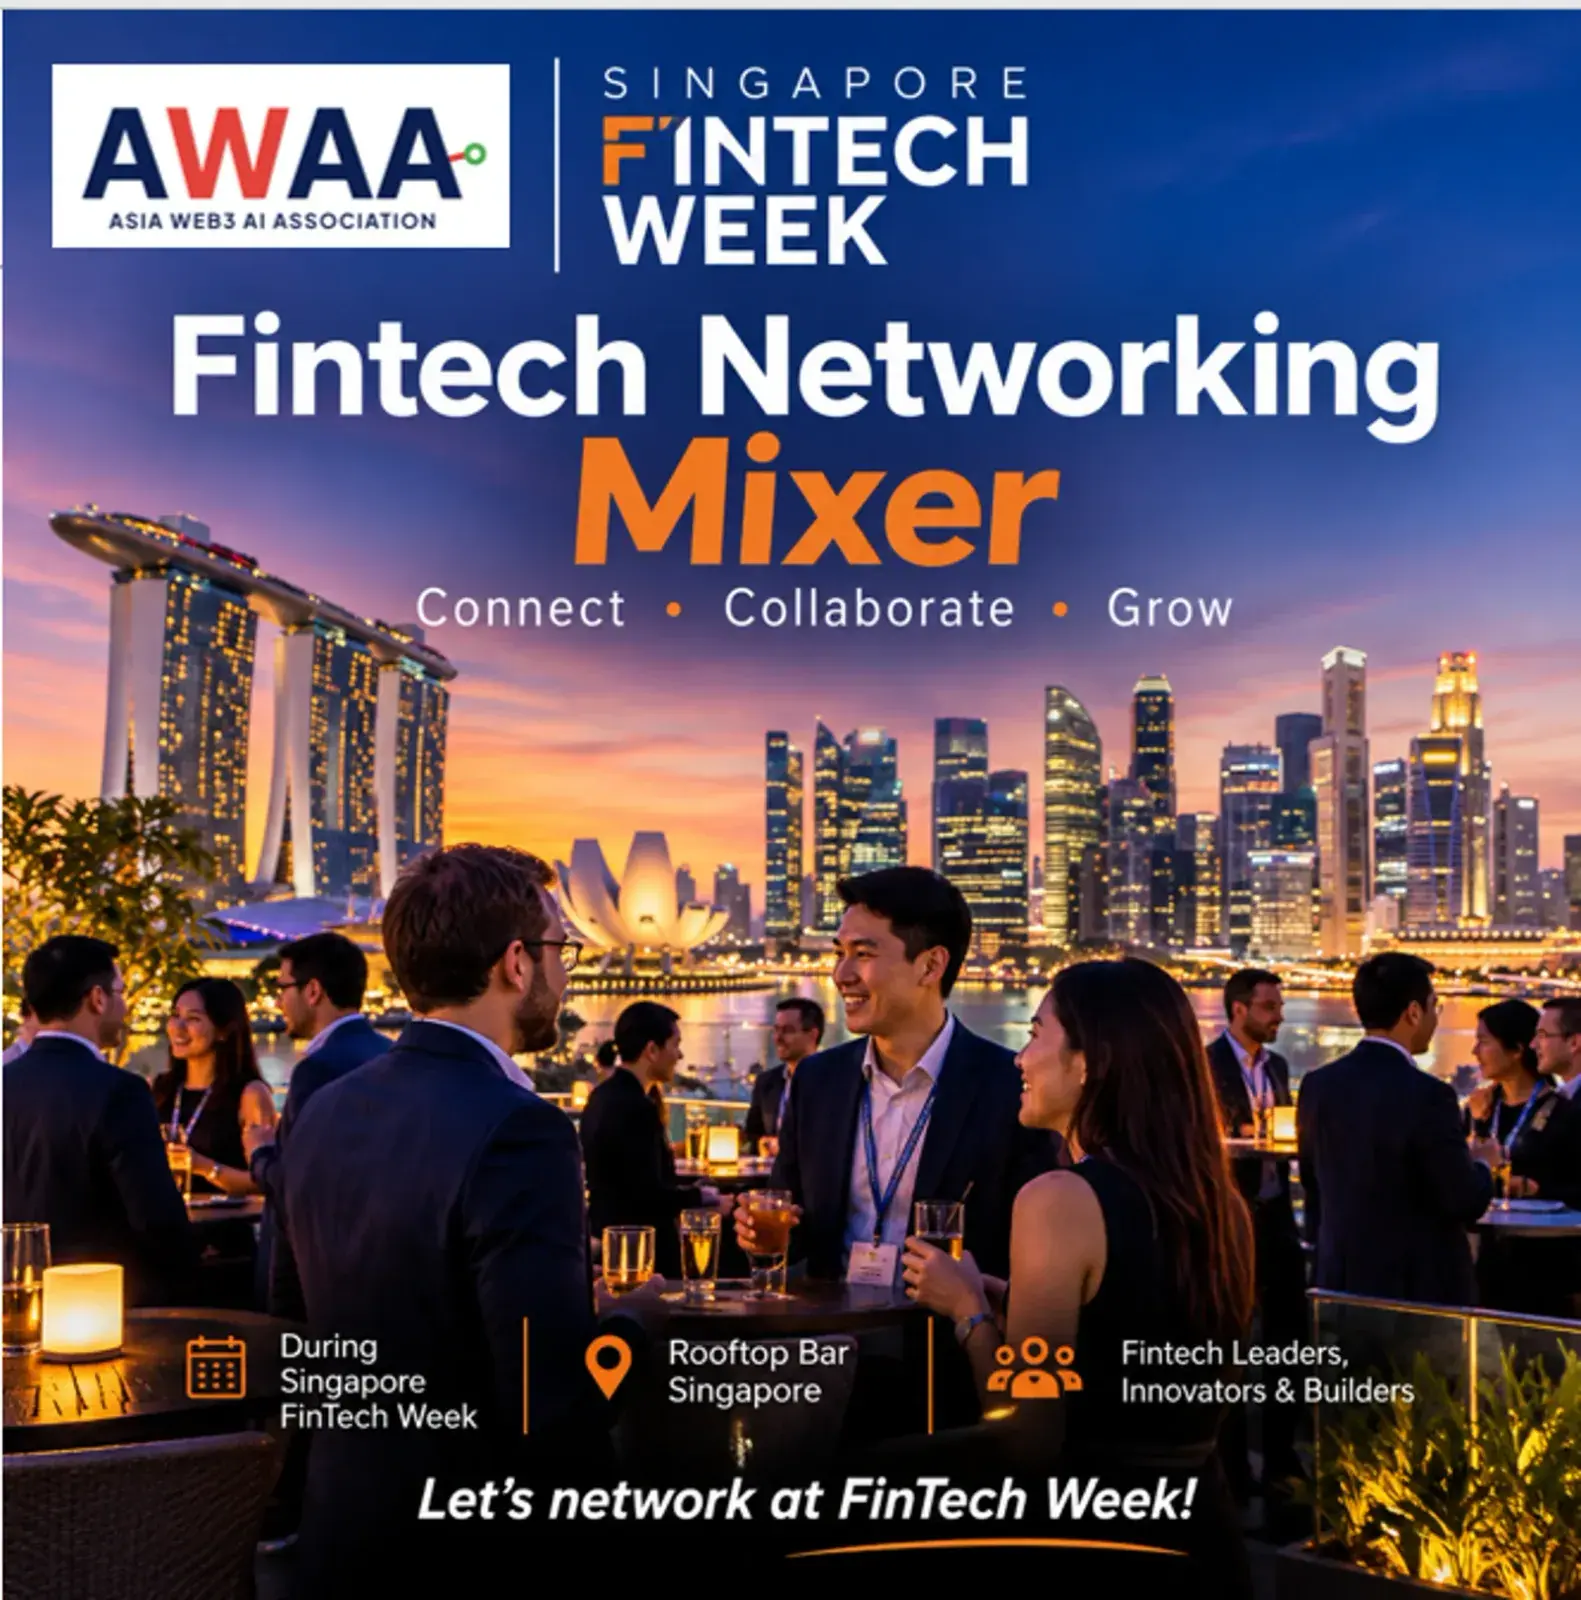 AWAA
ASIA WEB3 AI ASSOCIATION
SINGAPORE
FINTECH
WEEK
Fintech Networking
Mixer
Connect • Collaborate • Grow
During
Singapore
FinTech Week
Rooftop Bar
Singapore
Fintech Leaders,
Innovators & Builders
Let's network at FinTech Week!